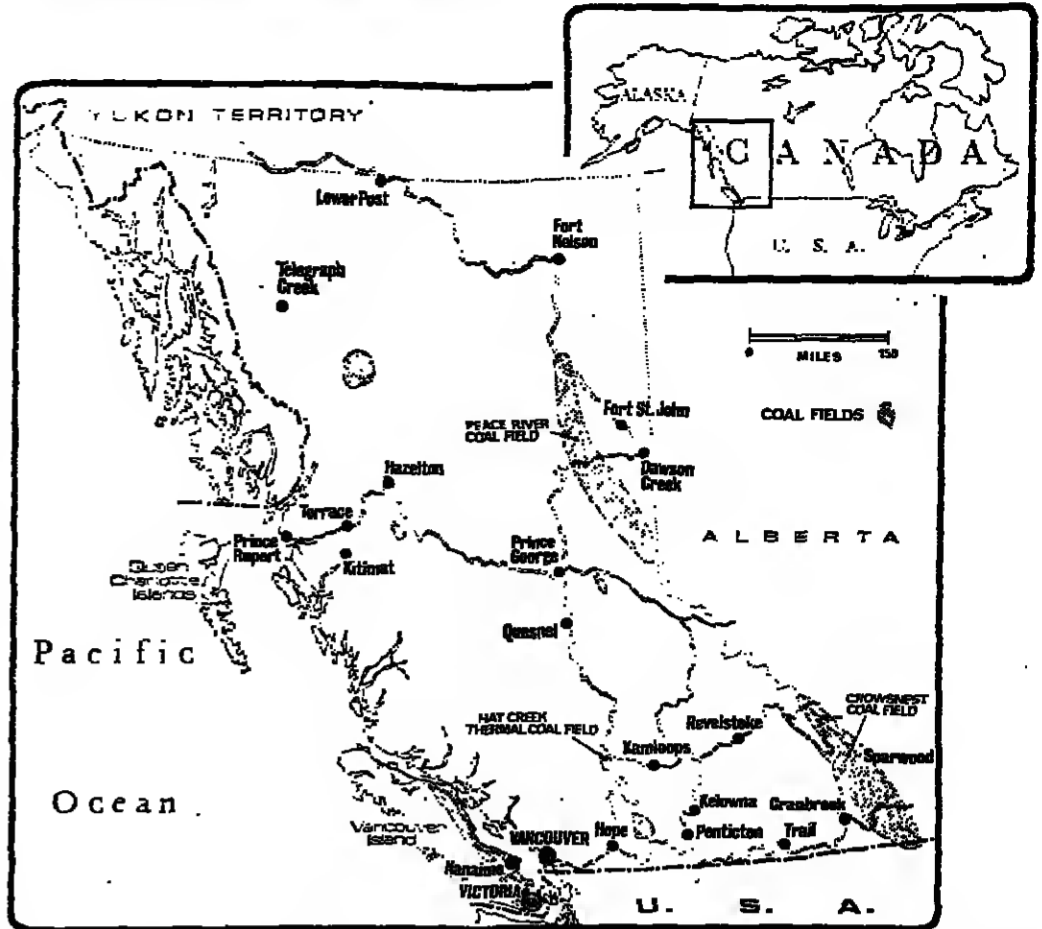 YUKON TERRITORY
ALASKA
CANADA
U. S. A.
Lower Post
Fort
Nelson
Telegraph
Creek
MILES 150
COAL FIELDS
Fort St. John
PEACE RIVER
COAL FIELD
Dawson
Creek
Hazelton
Terrace
Prince
Rupert
Kitimat
Prince
George
ALBERTA
Queen
Charlotte
Islands
Quesnel
Pacific
Ocean
HAT CREEK
THERMAL COAL FIELD
CROWSNEST
COAL FIELD
Revelstoke
Kamloops
Sparwood
Kelowna
Cranbrook
Vancouver
Island
VANCOUVER
Hope
Penticton
Trail
Nanaimo
VICTORIA
U. S. A.